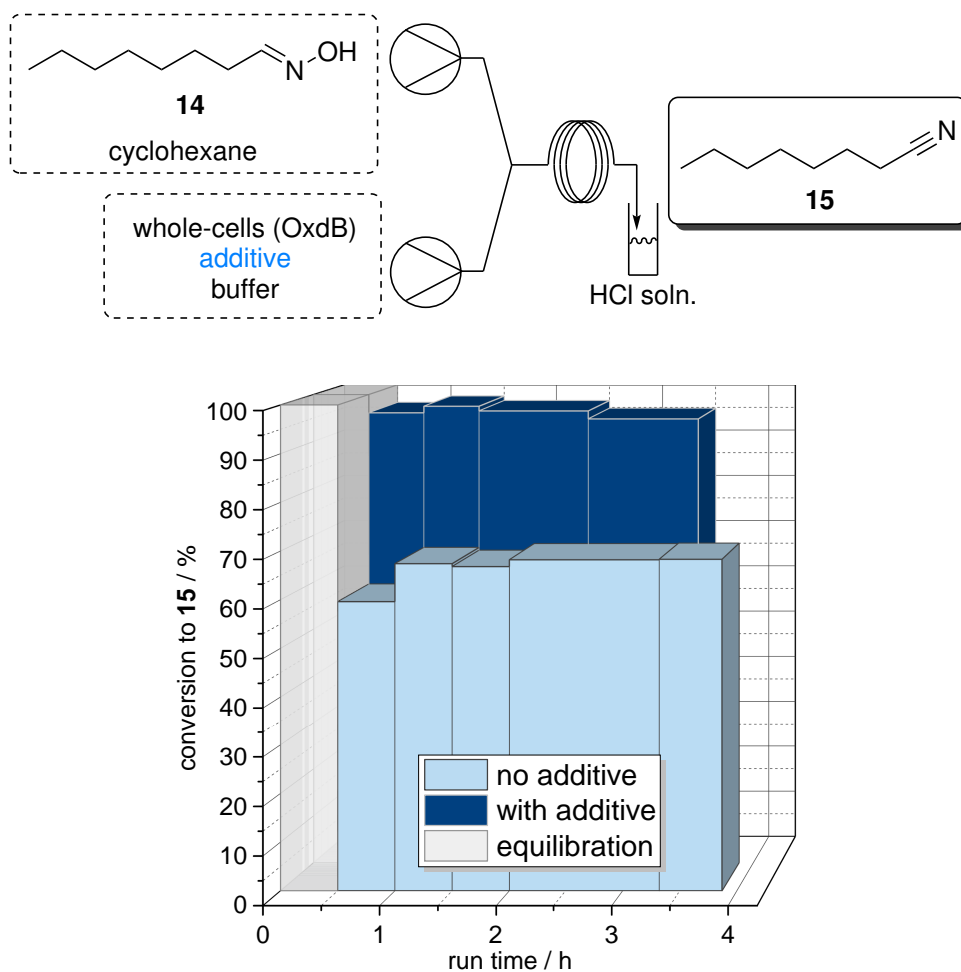 OH
N
14
cyclohexane
whole-cells (OxdB)
additive
buffer
HCl soln.
N
15
conversion to 15 / %
100
90
80
70
60
50
40
30
20
10
0
no additive
with additive
equilibration
0 1 2 3 4
run time / h